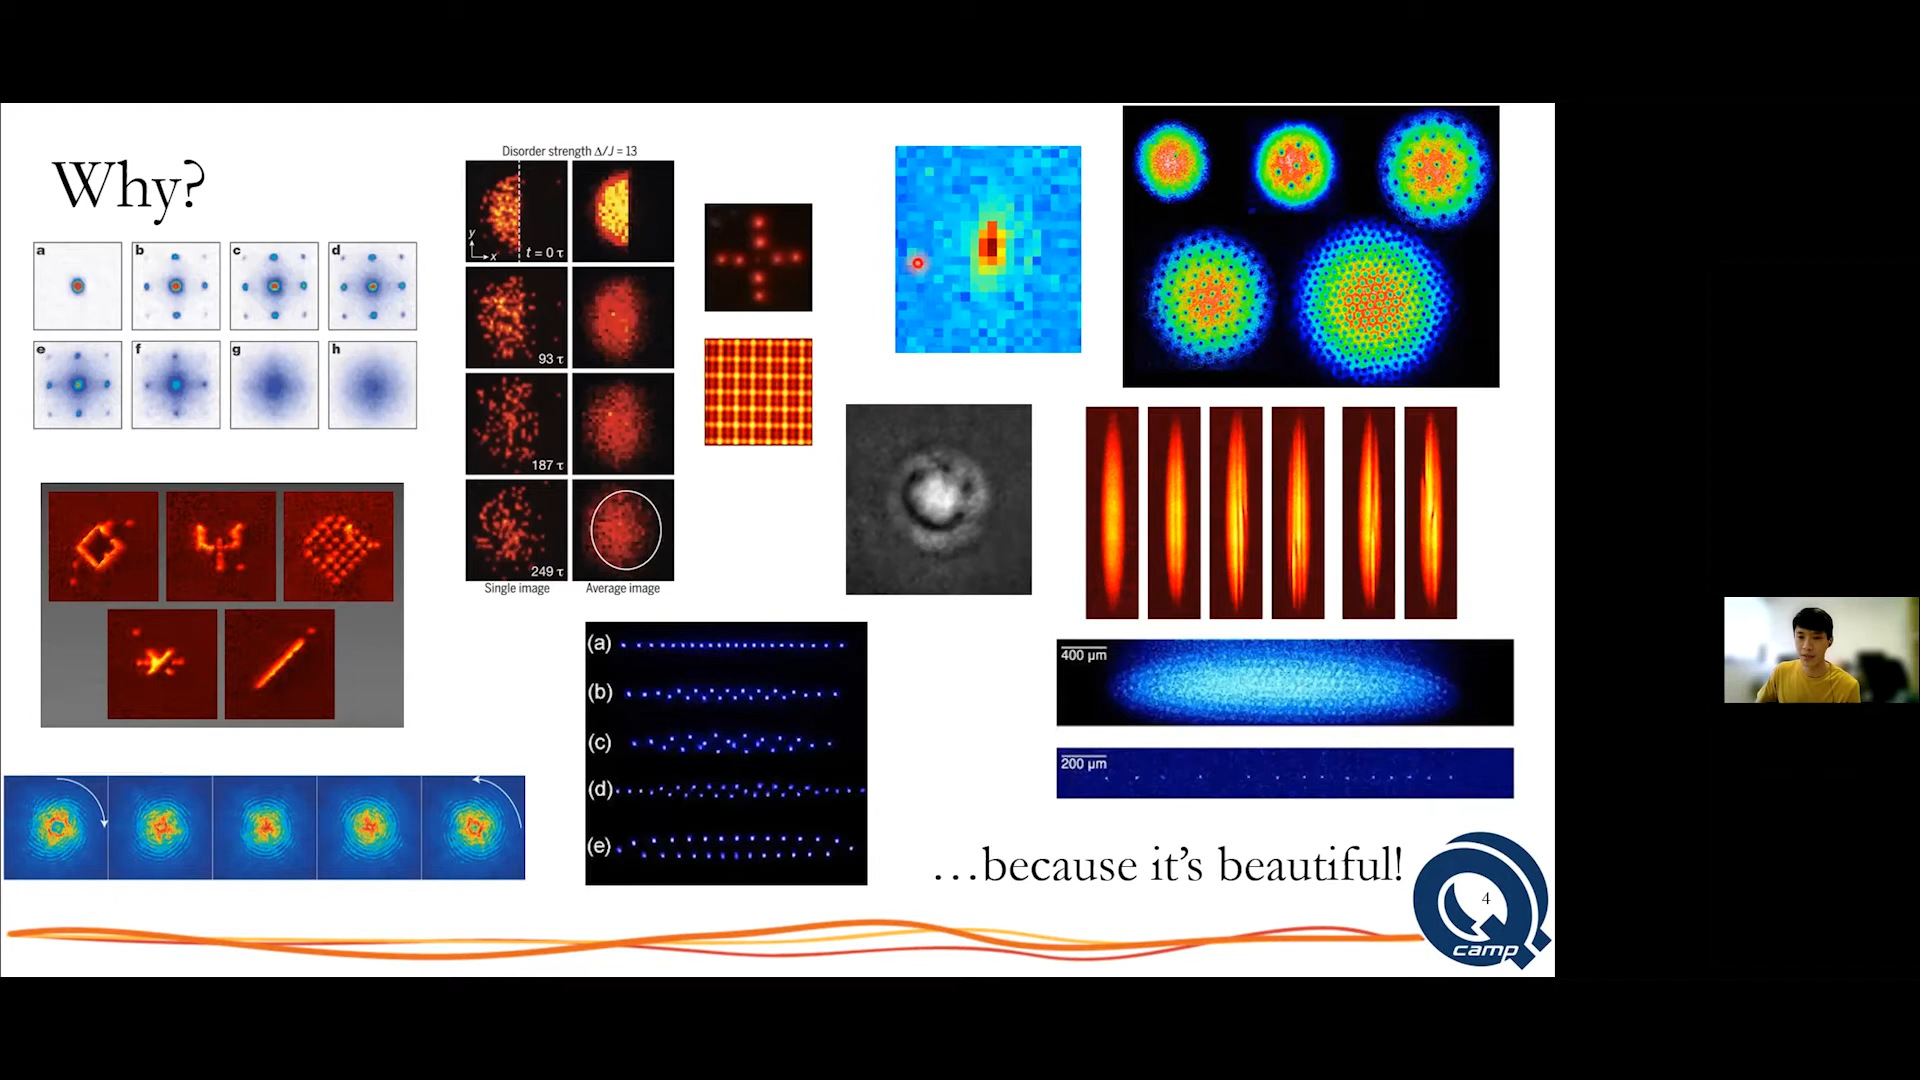 Why?
a
b
c
d
e
f
g
h
Disorder strength Δ/J = 13
y
x
t = 0 τ
93 τ
187 τ
249 τ
Single image
Average image
(a)
(b)
(c)
(d)
(e)
400 μm
200 μm
...because it's beautiful!
4
camp